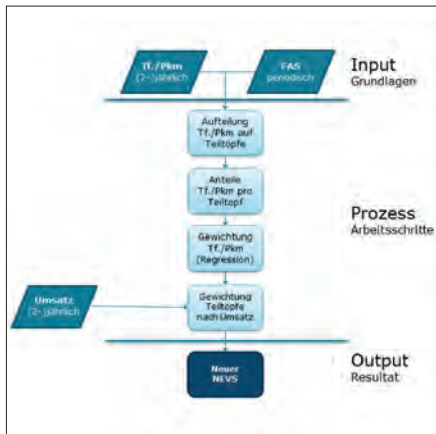 Tf./Pkm
(2-)jährlich
FAS
periodisch
Input
Grundlagen
Aufteilung
Tf./Pkm auf
Teiltöpfe
Anteile
Tf./Pkm pro
Teiltopf
Prozess
Arbeitsschritte
Gewichtung
Tf./Pkm
(Regression)
Umsatz
(2-)jährlich
Gewichtung
Teiltopfe
nach Umsatz
Output
Resultat
Neuer
NEVS